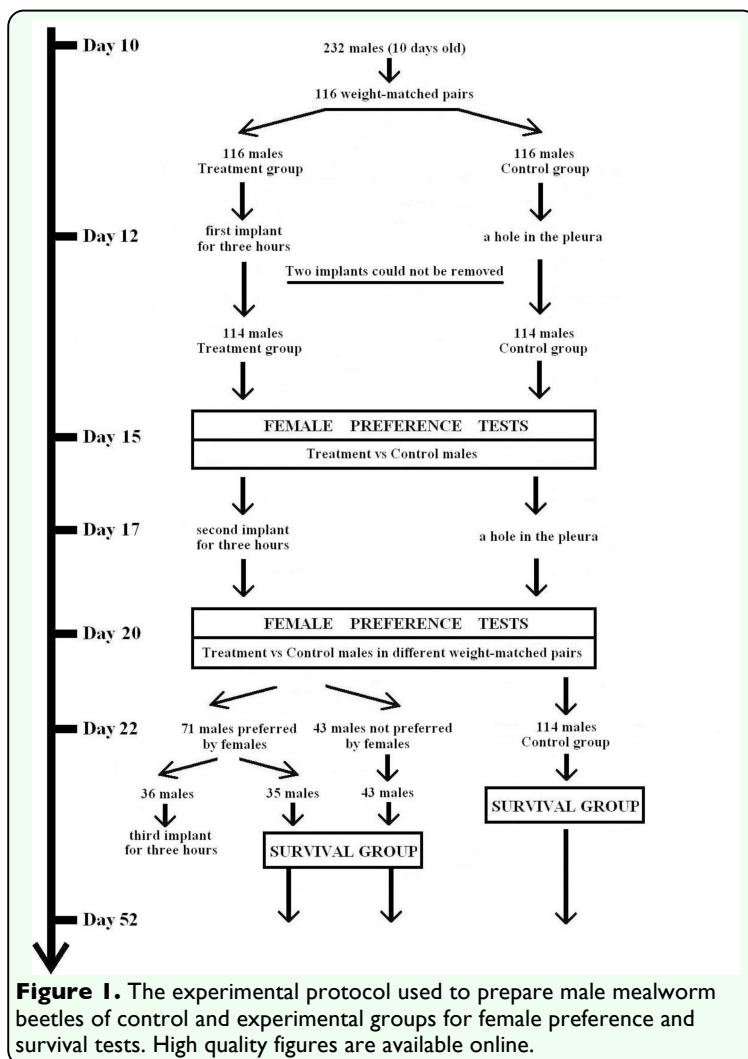 Day 10
232 males (10 days old)
116 weight-matched pairs
116 males
Treatment group
116 males
Control group
Day 12
first implant
for three hours
a hole in the pleura
Two implants could not be removed
114 males
Treatment group
114 males
Control group
Day 15
FEMALE PREFERENCE TESTS
Treatment vs Control males
Day 17
second implant
for three hours
a hole in the pleura
Day 20
FEMALE PREFERENCE TESTS
Treatment vs Control males in different weight-matched pairs
Day 22
71 males preferred
by females
43 males not preferred
by females
114 males
Control group
36 males
35 males
43 males
SURVIVAL GROUP
third implant
for three hours
SURVIVAL GROUP
Day 52
Figure 1. The experimental protocol used to prepare male mealworm
beetles of control and experimental groups for female preference and
survival tests. High quality figures are available online.